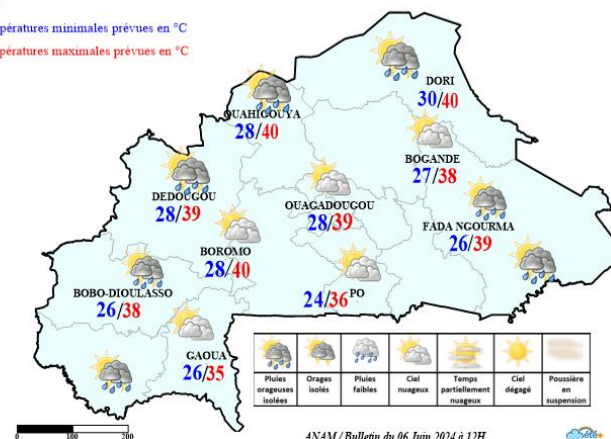 pératures minimales prévues en °C
pératures maximales prévues en °C
DORI
30/40
OUAHIGOUYA
28/40
BOGANDE
27/38
DEDOUGOU
28/39
OUAGADOUGOU
28/39
FADA NGOURMA
26/39
BOROMO
28/40
BOBO-DIOULASSO
26/38
24/36 PO
GAOUA
26/35
Pluies orageuses isolées
Orages isolés
Pluies faibles
Ciel nuageux
Temps partiellement nuageux
Ciel dégagé
Poussière en suspension
0 100 200
ANAM / Bulletin du 06 Juin 2024 à 12H